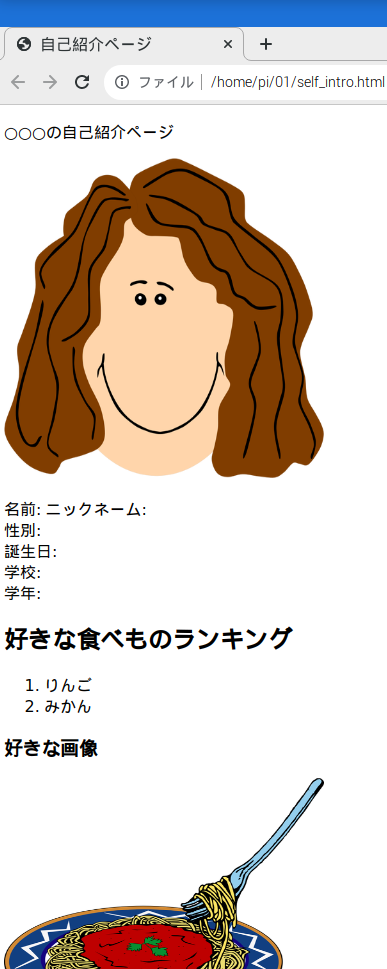 自己紹介ページ
ファイル | /home/pi/01/self_intro.html
○○○の自己紹介ページ
名前: ニックネーム:
性別:
誕生日:
学校:
学年:
好きな食べものランキング
1. りんご
2. みかん
好きな画像